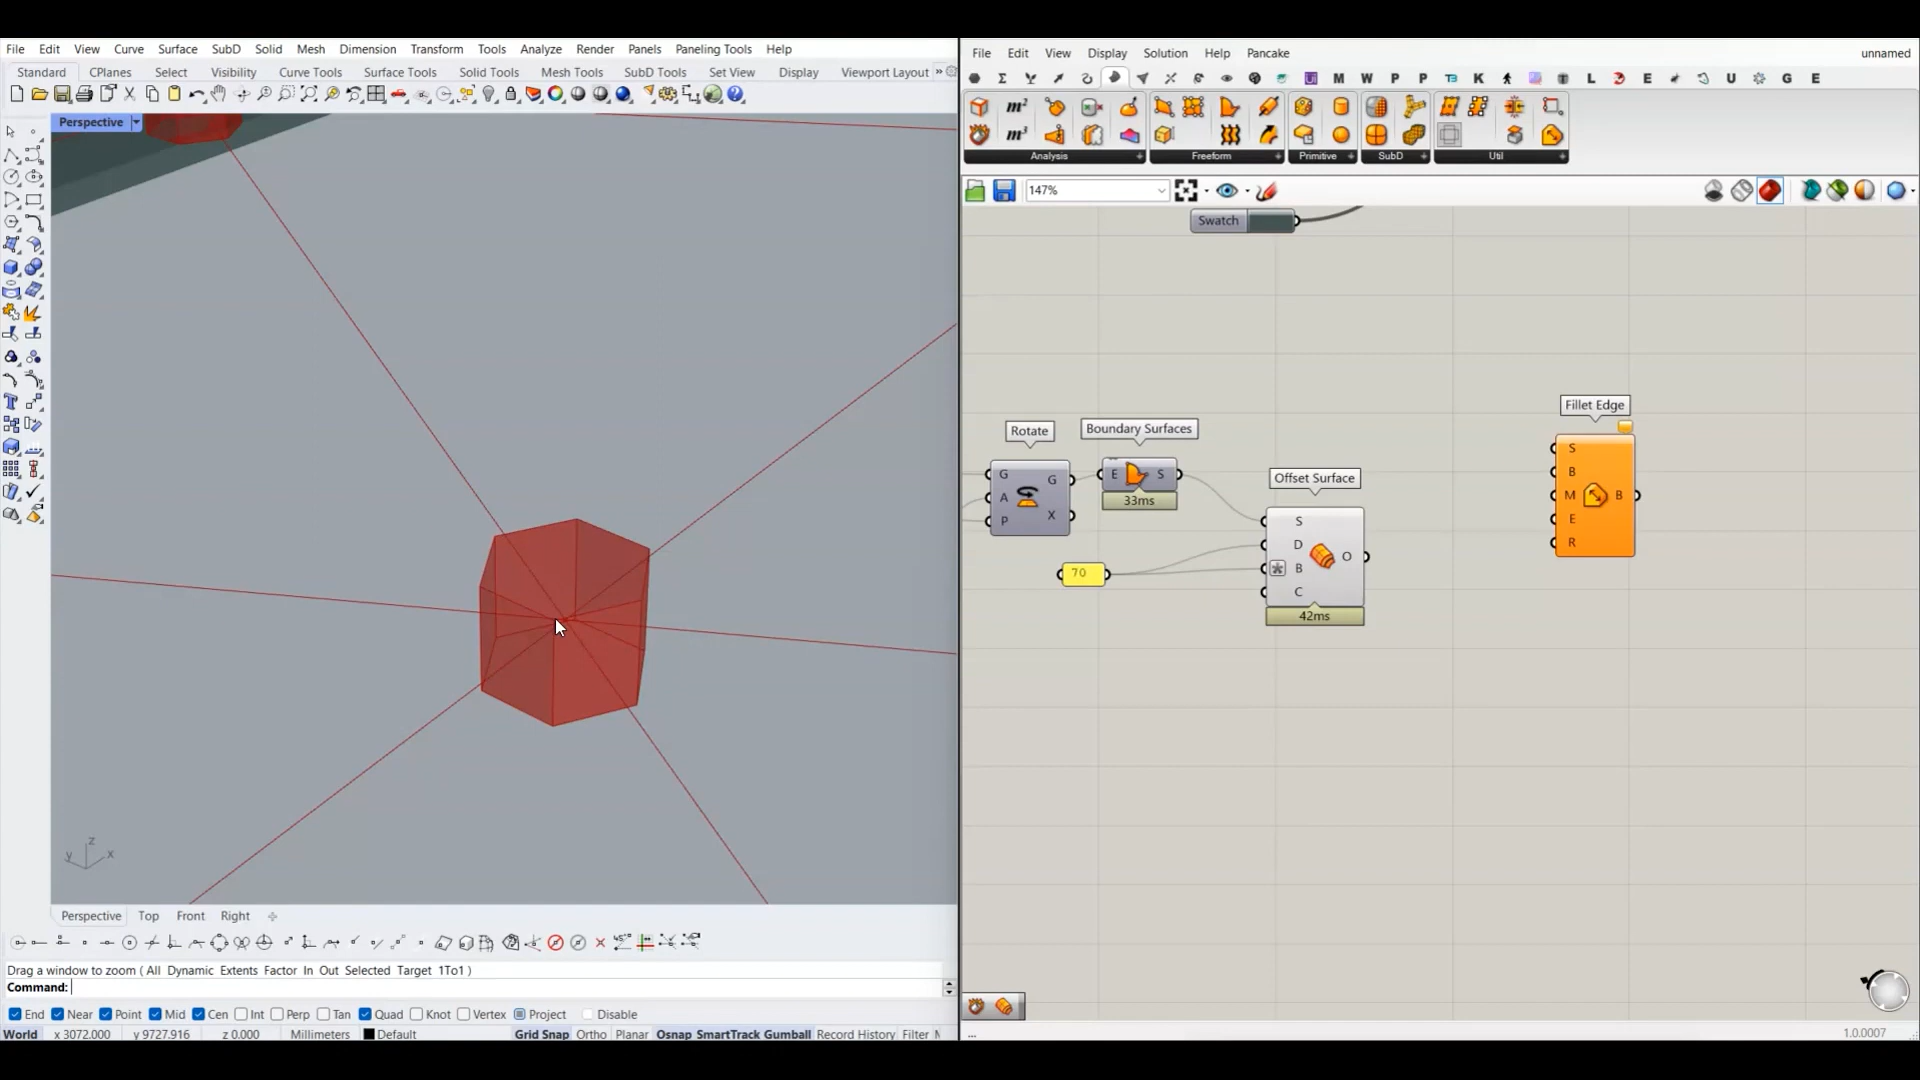 File Edit View Curve Surface SubD Solid Mesh Dimension Transform Tools Analyze Render Panels Paneling Tools Help
Standard CPlanes Select Visibility Curve Tools Surface Tools Solid Tools Mesh Tools SubD Tools Set View Display Viewport Layout »
Perspective
z
y x
Perspective Top Front Right
Drag a window to zoom ( All Dynamic Extents Factor In Out Selected Target 1To1 )
Command:
End Near Point Mid Cen Int Perp Tan Quad Knot Vertex Project Disable
World x 3072.000 y 9727.916 z 0.000 Millimeters Default Grid Snap Ortho Planar Osnap SmartTrack Gumball Record History Filter M
File Edit View Display Solution Help Pancake unnamed
M W P P T3 K L E U G E
m²
m³
Analysis Freeform Primitive SubD Util
147%
Swatch
Fillet Edge
S
B
M B
E
R
Rotate
G G
A
P X
Boundary Surfaces
E S
33ms
Offset Surface
S
D
B O
C
42ms
70
...
1.0.0007